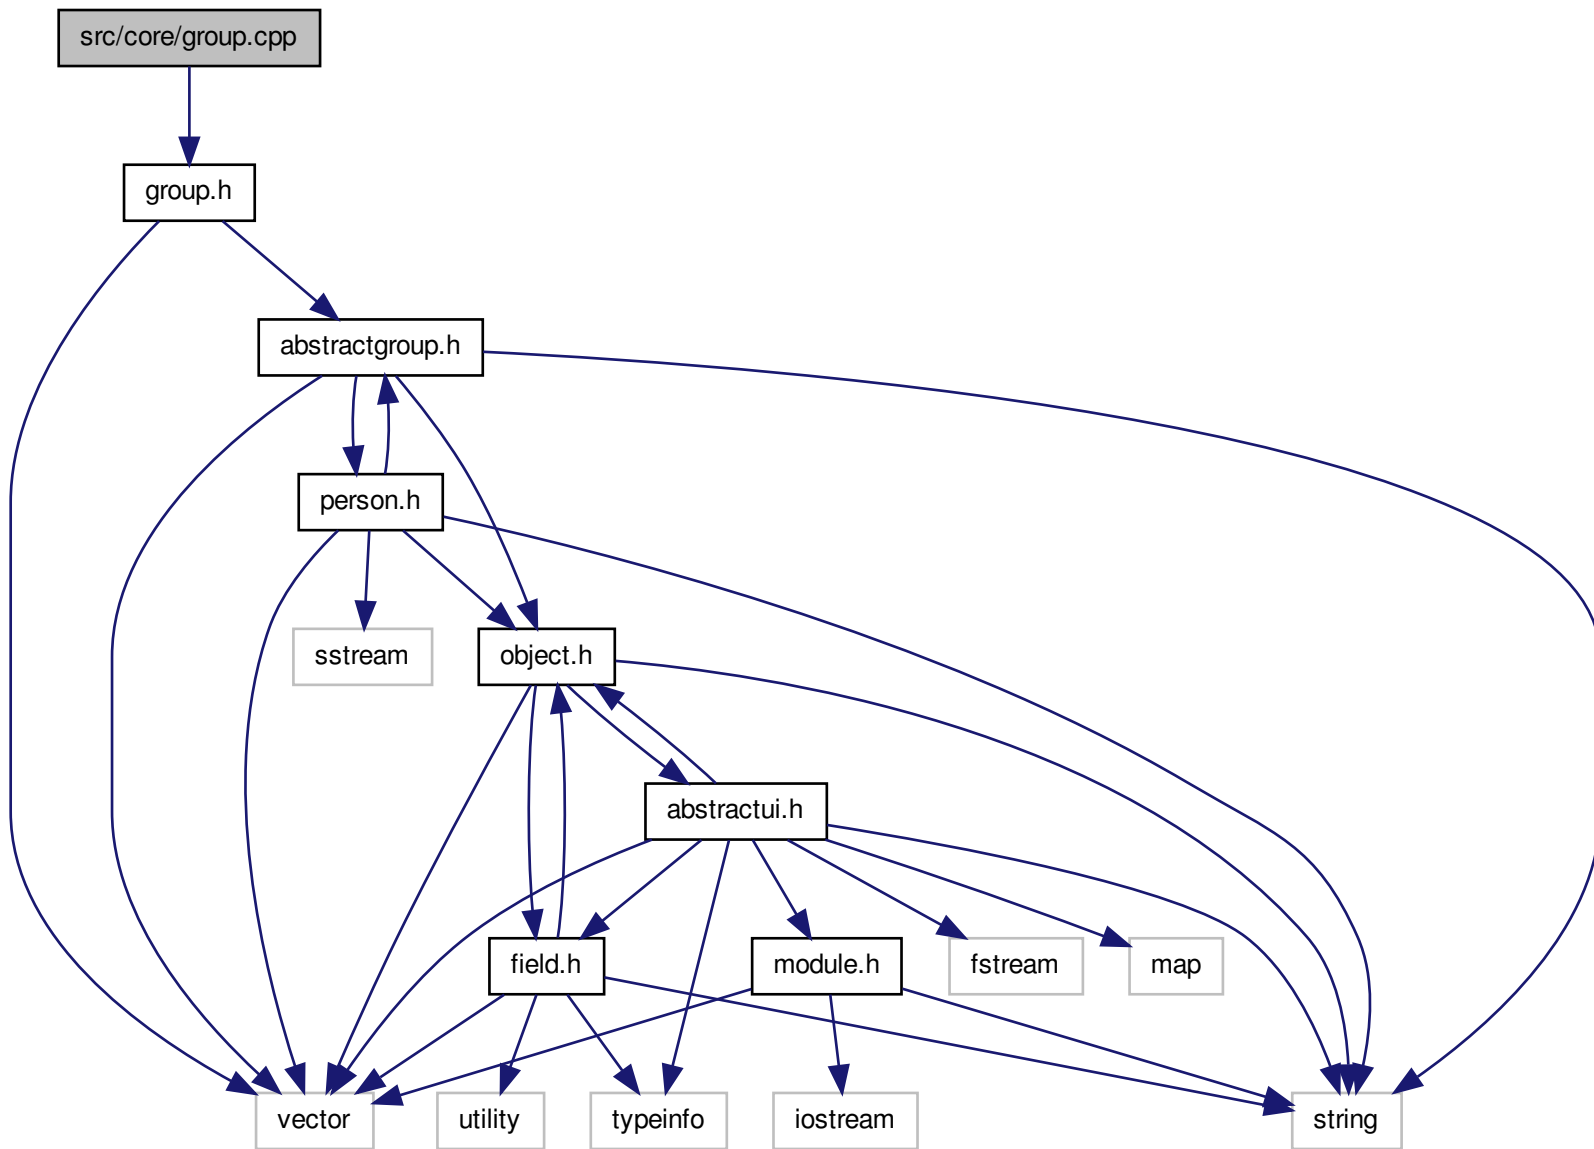 src/core/group.cpp
group.h
abstractgroup.h
person.h
sstream
object.h
abstractui.h
field.h
module.h
fstream
map
vector
utility
typeinfo
iostream
string